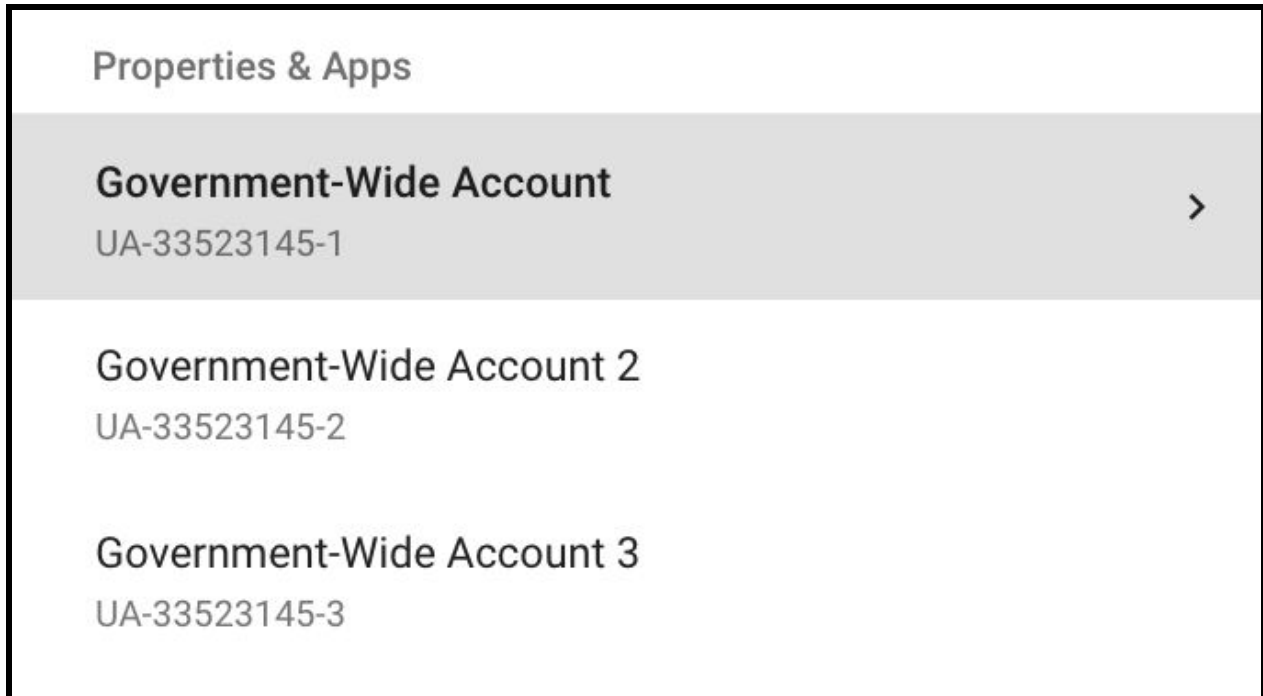 Properties & Apps
Government-Wide Account
UA-33523145-1
Government-Wide Account 2
UA-33523145-2
Government-Wide Account 3
UA-33523145-3